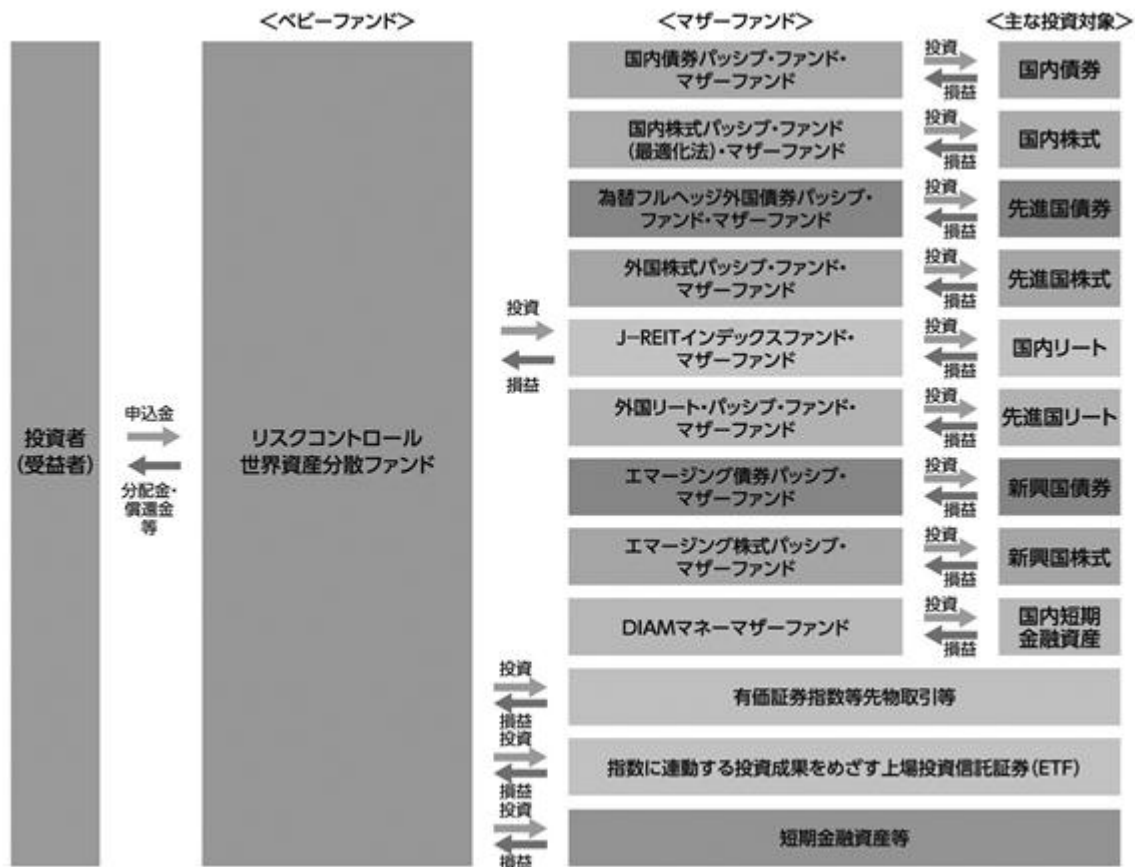 <ベビーファンド>
<マザーファンド>
<主な投資対象>
投資者
(受益者)
申込金
分配金・
償還金
等
リスクコントロール
世界資産分散ファンド
投資
損益
国内債券パッシブ・ファンド・
マザーファンド
投資
損益
国内債券
国内株式パッシブ・ファンド
(最適化法)・マザーファンド
投資
損益
国内株式
為替フルヘッジ外国債券パッシブ・
ファンド・マザーファンド
投資
損益
先進国債券
外国株式パッシブ・ファンド・
マザーファンド
投資
損益
先進国株式
J-REITインデックスファンド・
マザーファンド
投資
損益
国内リート
外国リート・パッシブ・ファンド・
マザーファンド
投資
損益
先進国リート
エマージング債券パッシブ・
マザーファンド
投資
損益
新興国債券
エマージング株式パッシブ・
マザーファンド
投資
損益
新興国株式
DIAMマネーマザーファンド
投資
損益
国内短期
金融資産
投資
損益
有価証券指数等先物取引等
投資
損益
指数に連動する投資成果をめざす上場投資信託証券(ETF)
投資
損益
短期金融資産等